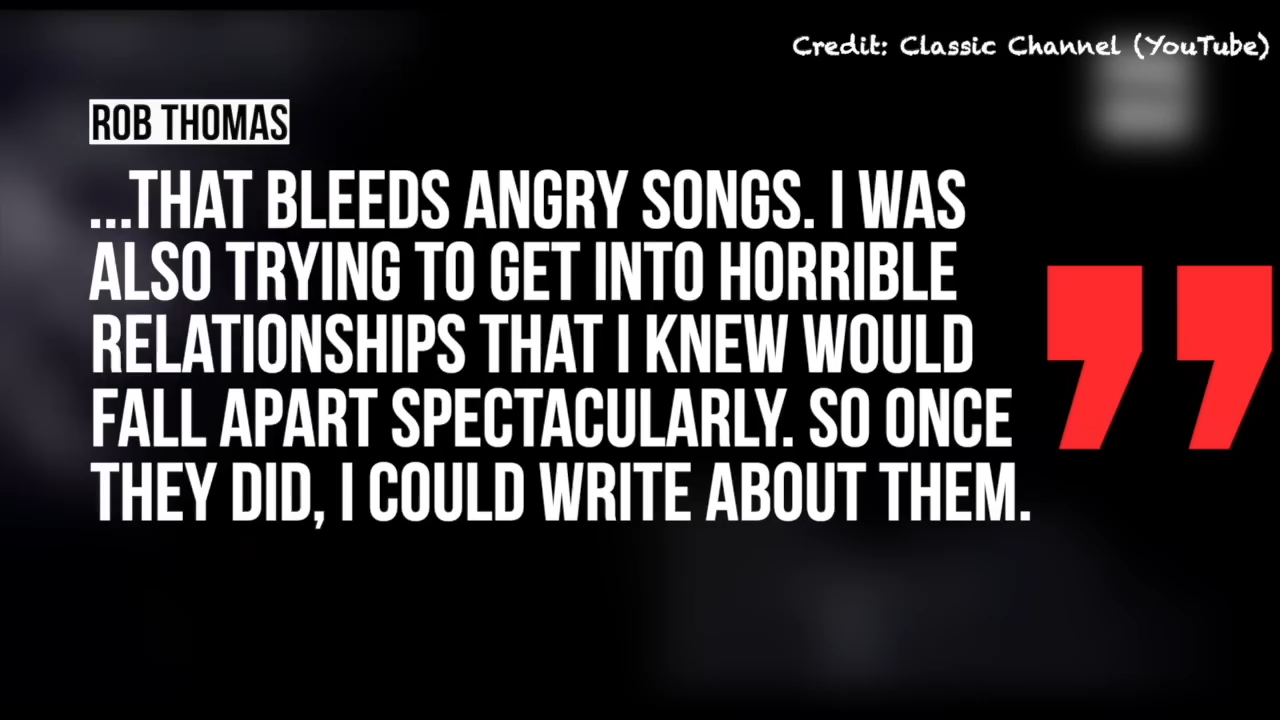 Credit: Classic Channel (YouTube)
ROB THOMAS
...THAT BLEEDS ANGRY SONGS. I WAS
ALSO TRYING TO GET INTO HORRIBLE
RELATIONSHIPS THAT I KNEW WOULD
FALL APART SPECTACULARLY. SO ONCE
THEY DID, I COULD WRITE ABOUT THEM.
”